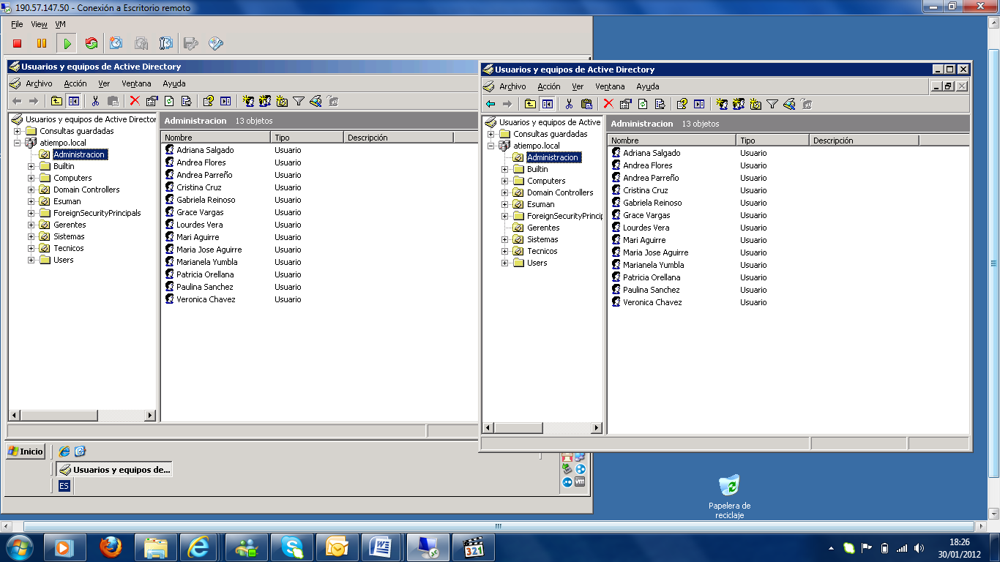 190.57.147.50 - Conexión a Escritorio remoto
File View VM
Usuarios y equipos de Active Directory
Archivo Acción Ver Ventana Ayuda
Usuarios y equipos de Active Director
Consultas guardadas
atiempo.local
Administracion
Builtin
Computers
Domain Controllers
Esuman
ForeignSecurityPrincipals
Gerentes
Sistemas
Tecnicos
Users
Administracion 13 objetos
Nombre Tipo Descripción
Adriana Salgado Usuario
Andrea Flores Usuario
Andrea Parreño Usuario
Cristina Cruz Usuario
Gabriela Reinoso Usuario
Grace Vargas Usuario
Lourdes Vera Usuario
Mari Aguirre Usuario
Maria Jose Aguirre Usuario
Marianela Yumbla Usuario
Patricia Orellana Usuario
Paulina Sanchez Usuario
Veronica Chavez Usuario
Inicio
Usuarios y equipos de...
ES
vm
Usuarios y equipos de Active Directory
Archivo Acción Ver Ventana Ayuda
Usuarios y equipos de Active
Consultas guardadas
atiempo.local
Administracion
Builtin
Computers
Domain Controllers
Esuman
ForeignSecurityPrincip
Gerentes
Sistemas
Tecnicos
Users
Administracion 13 objetos
Nombre Tipo Descripción
Adriana Salgado Usuario
Andrea Flores Usuario
Andrea Parreño Usuario
Cristina Cruz Usuario
Gabriela Reinoso Usuario
Grace Vargas Usuario
Lourdes Vera Usuario
Mari Aguirre Usuario
Maria Jose Aguirre Usuario
Marianela Yumbla Usuario
Patricia Orellana Usuario
Paulina Sanchez Usuario
Veronica Chavez Usuario
Papelera de
reciclaje
321
18:26
30/01/2012